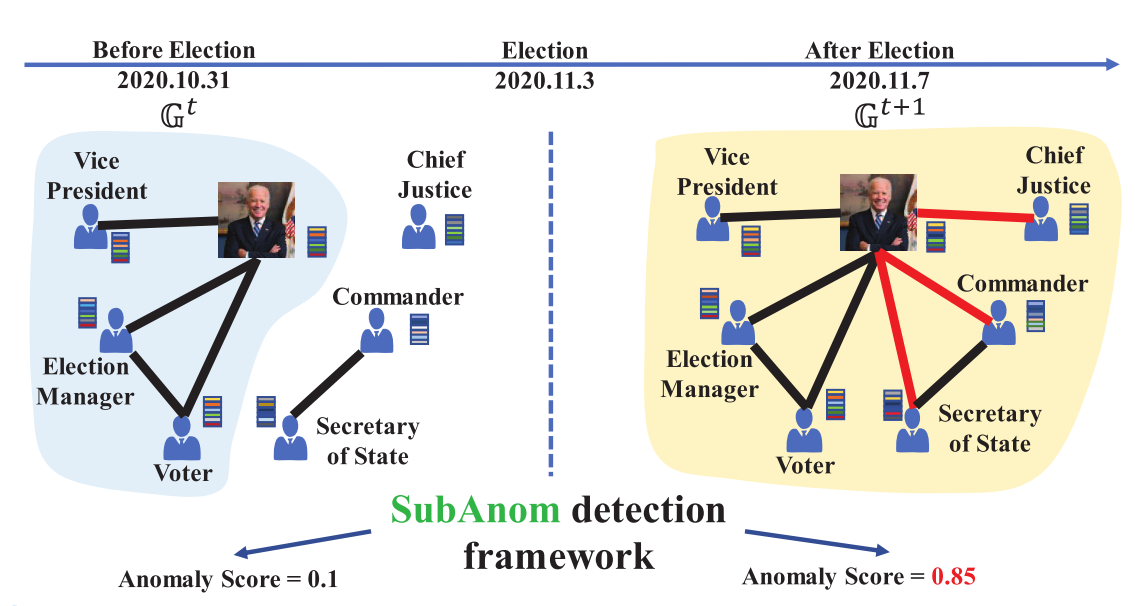 Before Election
Election
After Election
2020.10.31
2020.11.3
2020.11.7
𝔾ᵗ
𝔾ᵗ⁺¹
Vice
President
Chief
Justice
Commander
Election
Manager
Secretary
of State
Voter
Vice
President
Chief
Justice
Commander
Election
Manager
Secretary
of State
Voter
SubAnom detection
framework
Anomaly Score = 0.1
Anomaly Score = 0.85